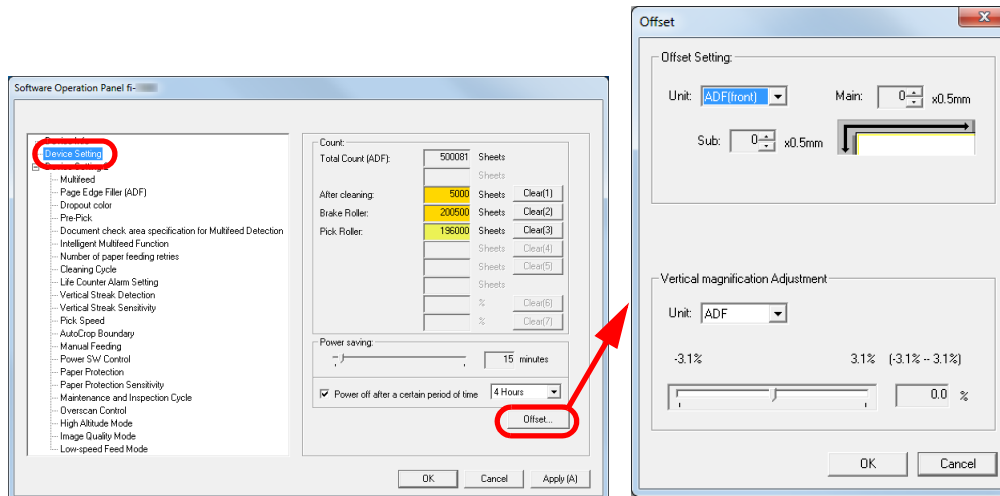 Software Operation Panel fi-
Device Info
Device Setting
Device Setting 2
Multifeed
Page Edge Filler (ADF)
Dropout color
Pre-Pick
Document check area specification for Multifeed Detection
Intelligent Multifeed Function
Number of paper feeding retries
Cleaning Cycle
Life Counter Alarm Setting
Vertical Streak Detection
Vertical Streak Sensitivity
Pick Speed
AutoCrop Boundary
Manual Feeding
Power SW Control
Paper Protection
Paper Protection Sensitivity
Maintenance and Inspection Cycle
Overscan Control
High Altitude Mode
Image Quality Mode
Low-speed Feed Mode
Count:
Total Count (ADF): 500081 Sheets
Sheets
After cleaning: 5000 Sheets Clear(1)
Brake Roller: 200500 Sheets Clear(2)
Pick Roller: 196000 Sheets Clear(3)
Sheets Clear(4)
Sheets Clear(5)
Sheets
% Clear(6)
% Clear(7)
Power saving:
15 minutes
Power off after a certain period of time 4 Hours
Offset...
OK Cancel Apply (A)
Offset
Offset Setting:
Unit: ADF(front) Main: 0 x0.5mm
Sub: 0 x0.5mm
Vertical magnification Adjustment
Unit: ADF
-3.1% 3.1% (-3.1% -- 3.1%)
0.0 %
OK Cancel